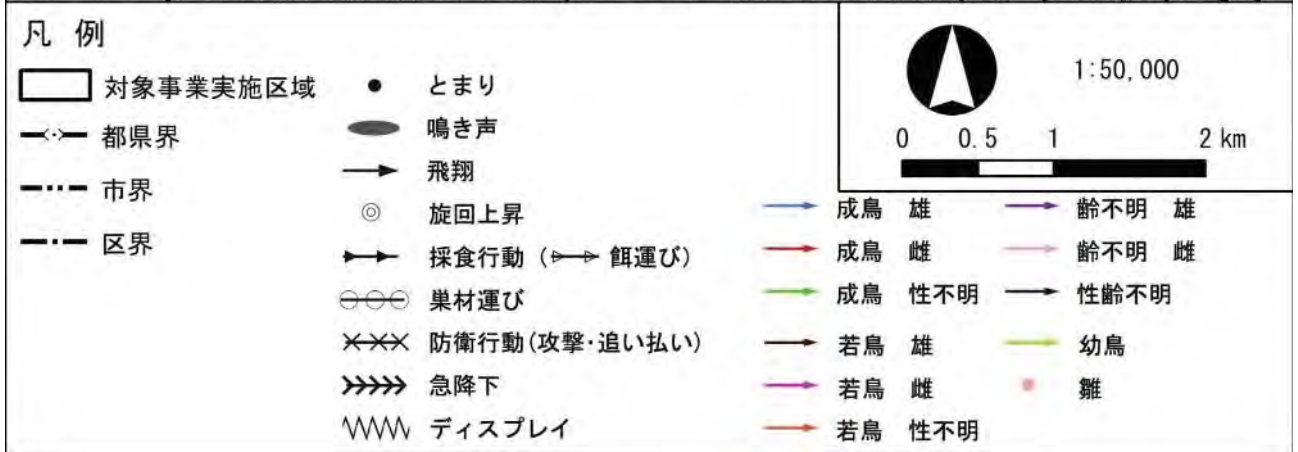 凡 例
対象事業実施区域
都県界
市界
区界
とまり
鳴き声
飛翔
旋回上昇
採食行動 (餌運び)
巣材運び
防衛行動(攻撃・追い払い)
急降下
ディスプレイ
1:50,000
0 0.5 1 2 km
成鳥 雄
成鳥 雌
成鳥 性不明
若鳥 雄
若鳥 雌
若鳥 性不明
齢不明 雄
齢不明 雌
性齢不明
幼鳥
雛